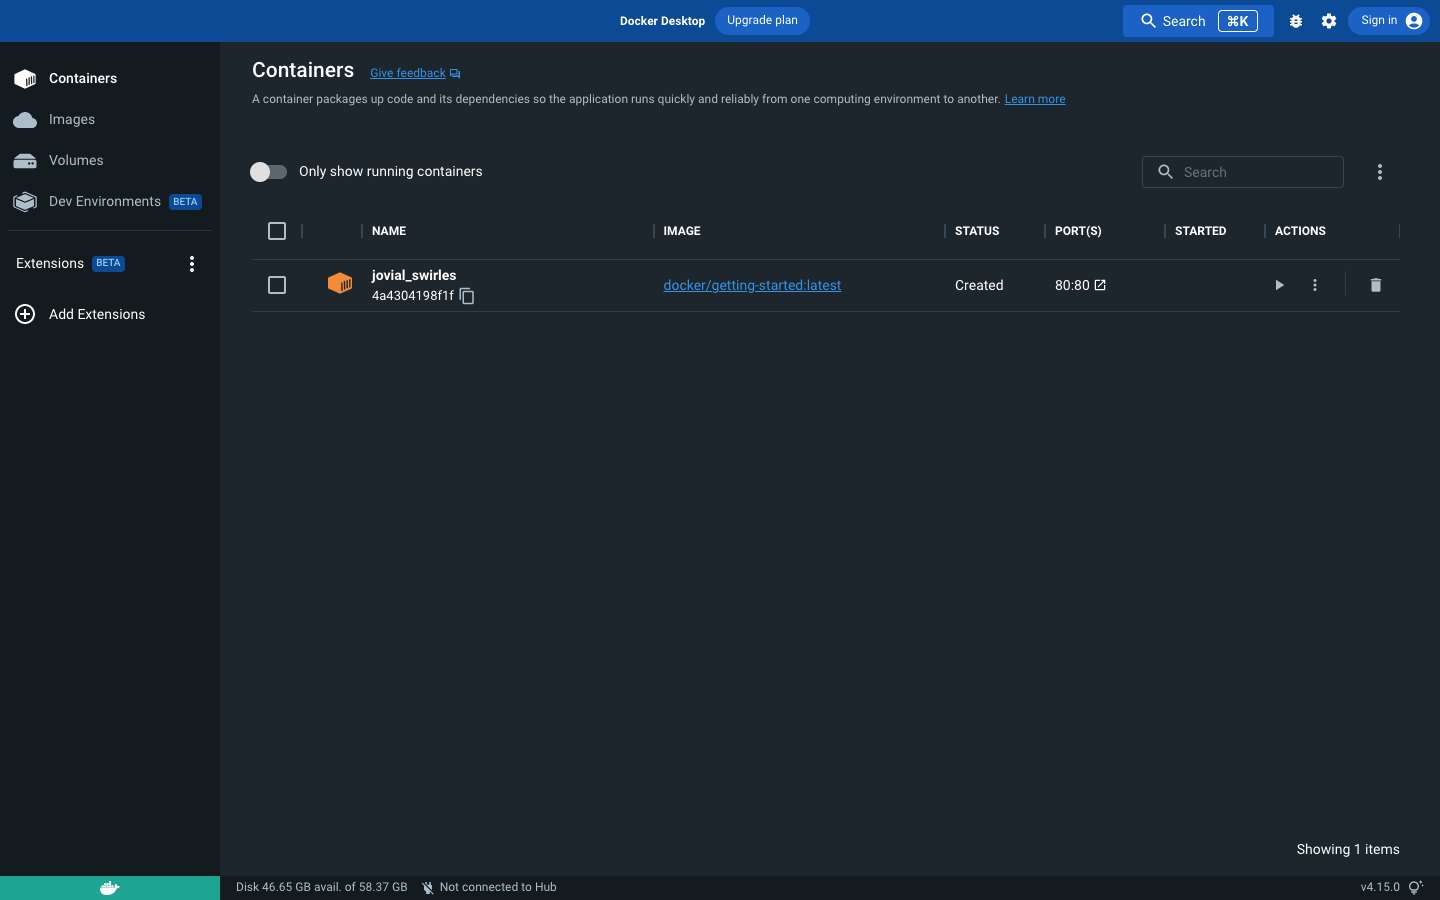 Docker Desktop Upgrade plan Search ⌘K Sign in
Containers
Images
Volumes
Dev Environments BETA
Extensions BETA
Add Extensions
Containers Give feedback
A container packages up code and its dependencies so the application runs quickly and reliably from one computing environment to another. Learn more
Only show running containers Search
NAME IMAGE STATUS PORT(S) STARTED ACTIONS
jovial_swirles
4a4304198f1f docker/getting-started:latest Created 80:80
Showing 1 items
Disk 46.65 GB avail. of 58.37 GB Not connected to Hub v4.15.0